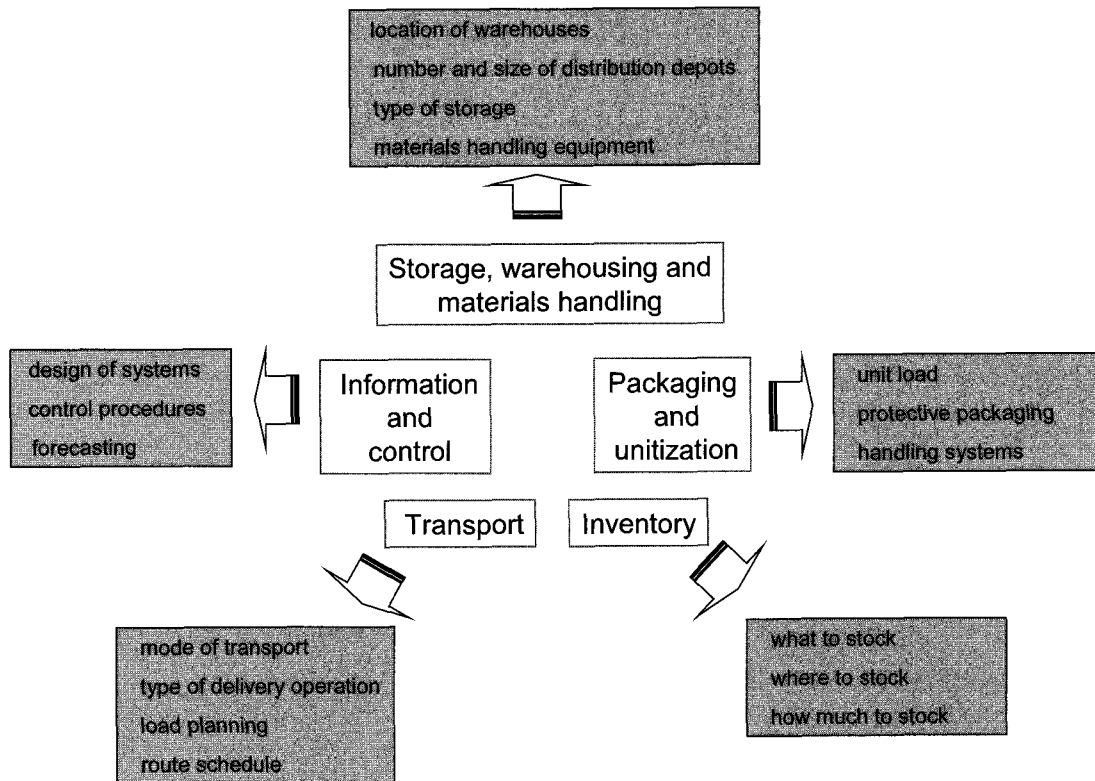 location of warehouses
number and size of distribution depots
type of storage
materials handling equipment
Storage, warehousing and
materials handling
design of systems
control procedures
forecasting
Information
and
control
Packaging
and
unitization
unit load
protective packaging
handling systems
Transport
Inventory
mode of transport
type of delivery operation
load planning
route schedule
what to stock
where to stock
how much to stock